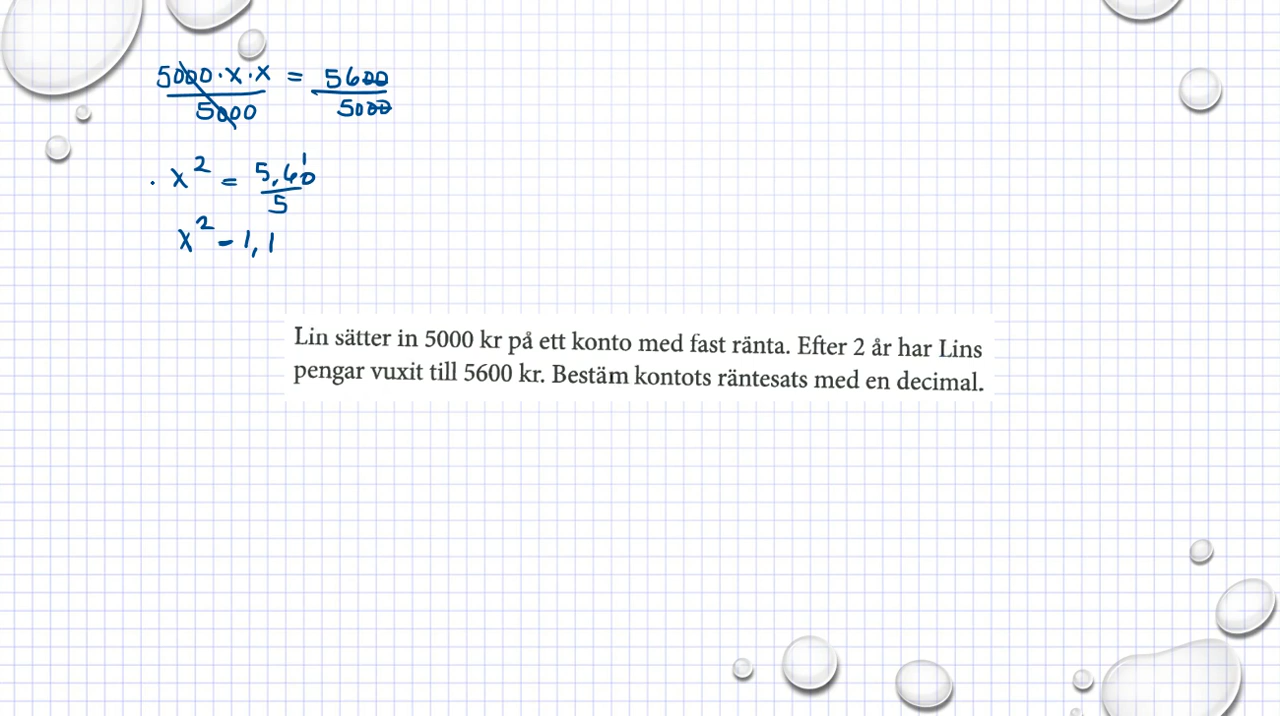 5000 · x · x = 5600
5000 5000
x² = 5,60
5
x² - 1,1
Lin sätter in 5000 kr på ett konto med fast ränta. Efter 2 år har Lins
pengar vuxit till 5600 kr. Bestäm kontots räntesats med en decimal.